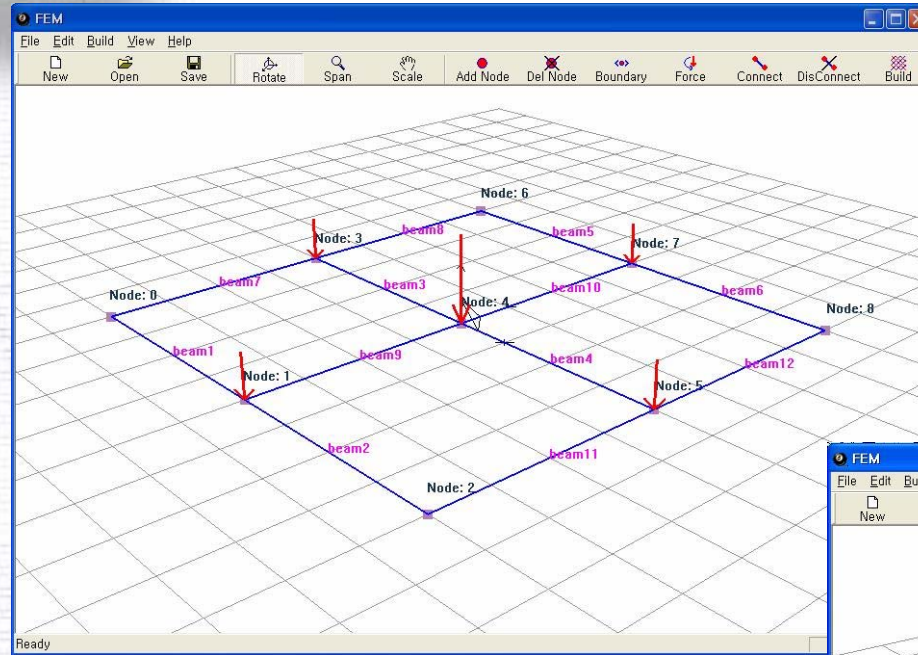 FEM
File Edit Build View Help
New Open Save Rotate Span Scale Add Node Del Node Boundary Force Connect DisConnect Build
Node: 6
beam8 beam5
Node: 3 Node: 7
beam7 beam3 beam10 beam6
Node: 0 Node: 4 Node: 8
beam1 beam9 beam4 beam12
Node: 1 Node: 5
beam2 beam11
Node: 2
Ready
FEM
File Edit Bu
New